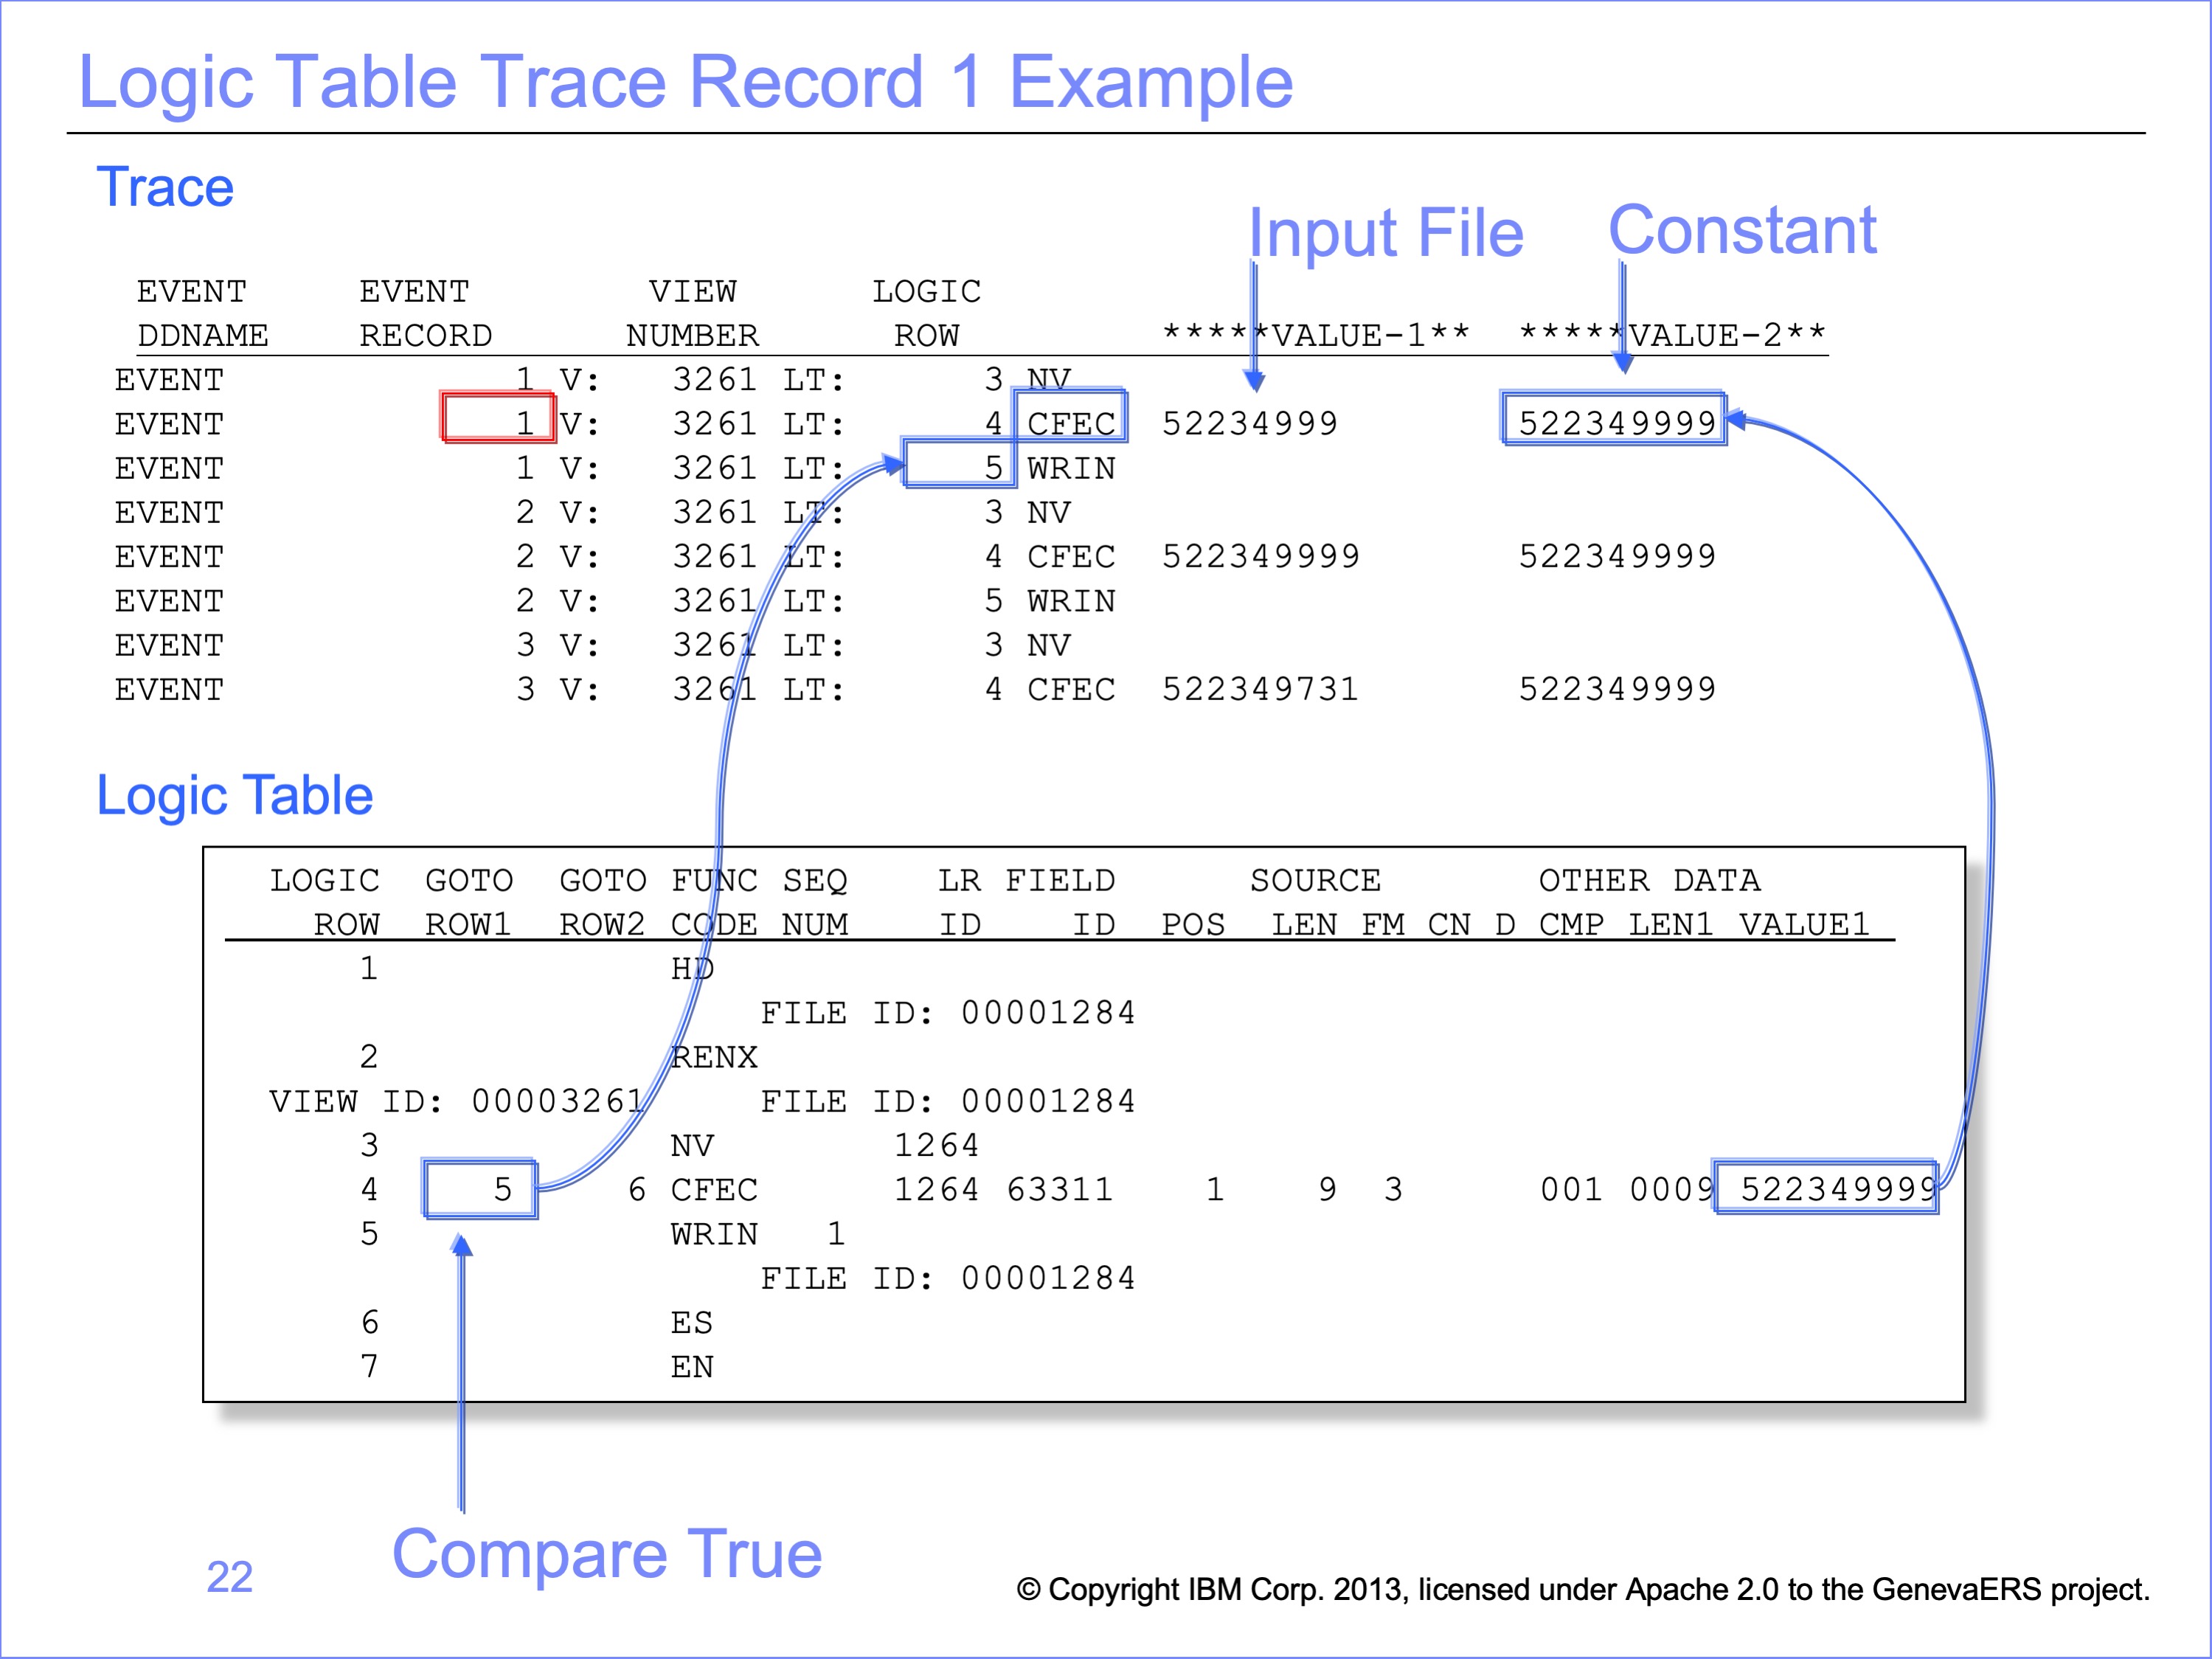 Logic Table Trace Record 1 Example
Trace
Input File Constant
EVENT EVENT VIEW LOGIC
DDNAME RECORD NUMBER ROW *****VALUE-1** *****VALUE-2**
EVENT 1 V: 3261 LT: 3 NV
EVENT 1 V: 3261 LT: 4 CFEC 52234999 522349999
EVENT 1 V: 3261 LT: 5 WRIN
EVENT 2 V: 3261 LT: 3 NV
EVENT 2 V: 3261 LT: 4 CFEC 522349999 522349999
EVENT 2 V: 3261 LT: 5 WRIN
EVENT 3 V: 3261 LT: 3 NV
EVENT 3 V: 3261 LT: 4 CFEC 522349731 522349999
Logic Table
LOGIC GOTO GOTO FUNC SEQ LR FIELD SOURCE OTHER DATA
ROW ROW1 ROW2 CODE NUM ID ID POS LEN FM CN D CMP LEN1 VALUE1
1 HD
FILE ID: 00001284
2 RENX
VIEW ID: 00003261 FILE ID: 00001284
3 NV 1264
4 5 6 CFEC 1264 63311 1 9 3 001 0009 522349999
5 WRIN 1
FILE ID: 00001284
6 ES
7 EN
Compare True
22
© Copyright IBM Corp. 2013, licensed under Apache 2.0 to the GenevaERS project.